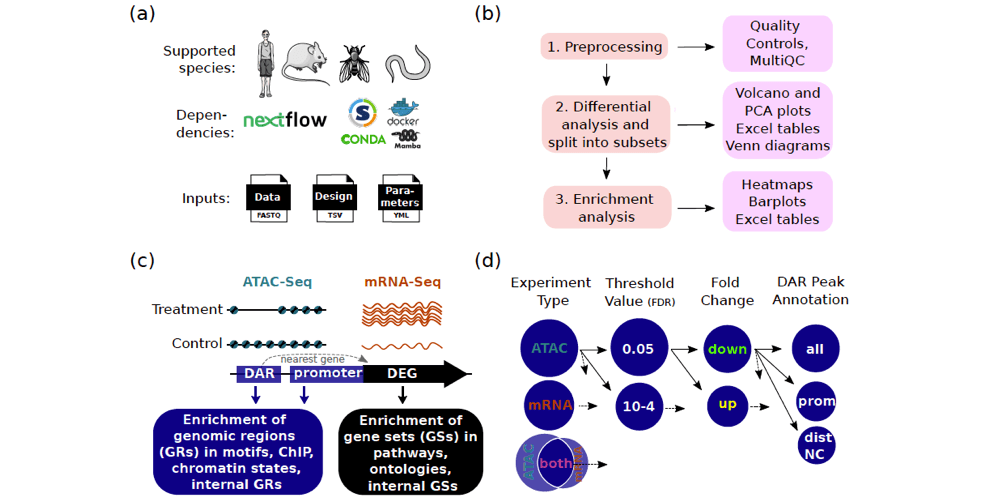 (a)
Supported
species:
Depen-
dencies:
nextflow
S
docker
CONDA
Mamba
Inputs:
Data
FASTQ
Design
TSV
Para-
meters
YML
(b)
1. Preprocessing
Quality
Controls,
MultiQC
2. Differential
analysis and
split into subsets
Volcano and
PCA plots
Excel tables
Venn diagrams
3. Enrichment
analysis
Heatmaps
Barplots
Excel tables
(c)
ATAC-Seq
mRNA-Seq
Treatment
Control
nearest gene
DAR
promoter
DEG
Enrichment of
genomic regions
(GRs) in motifs, ChIP,
chromatin states,
internal GRs
Enrichment of
gene sets (GSs) in
pathways,
ontologies,
internal GSs
(d)
Experiment
Type
Threshold
Value (FDR)
Fold
Change
DAR Peak
Annotation
ATAC
0.05
down
all
mRNA
10-4
up
prom
ATAC
both
mRNA
dist
NC